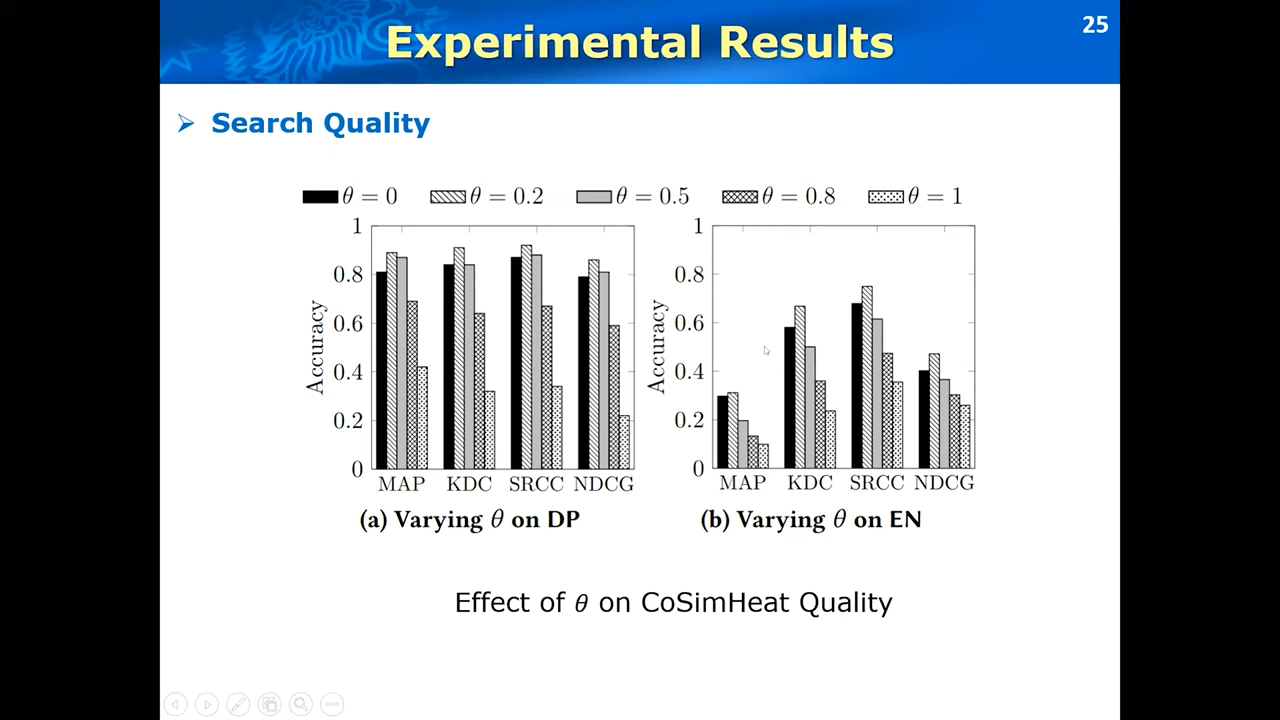 Experimental Results
25
➢ Search Quality
θ = 0 θ = 0.2 θ = 0.5 θ = 0.8 θ = 1
1
0.8
0.6
0.4
0.2
0
Accuracy
MAP KDC SRCC NDCG
(a) Varying θ on DP
1
0.8
0.6
0.4
0.2
0
Accuracy
MAP KDC SRCC NDCG
(b) Varying θ on EN
Effect of θ on CoSimHeat Quality